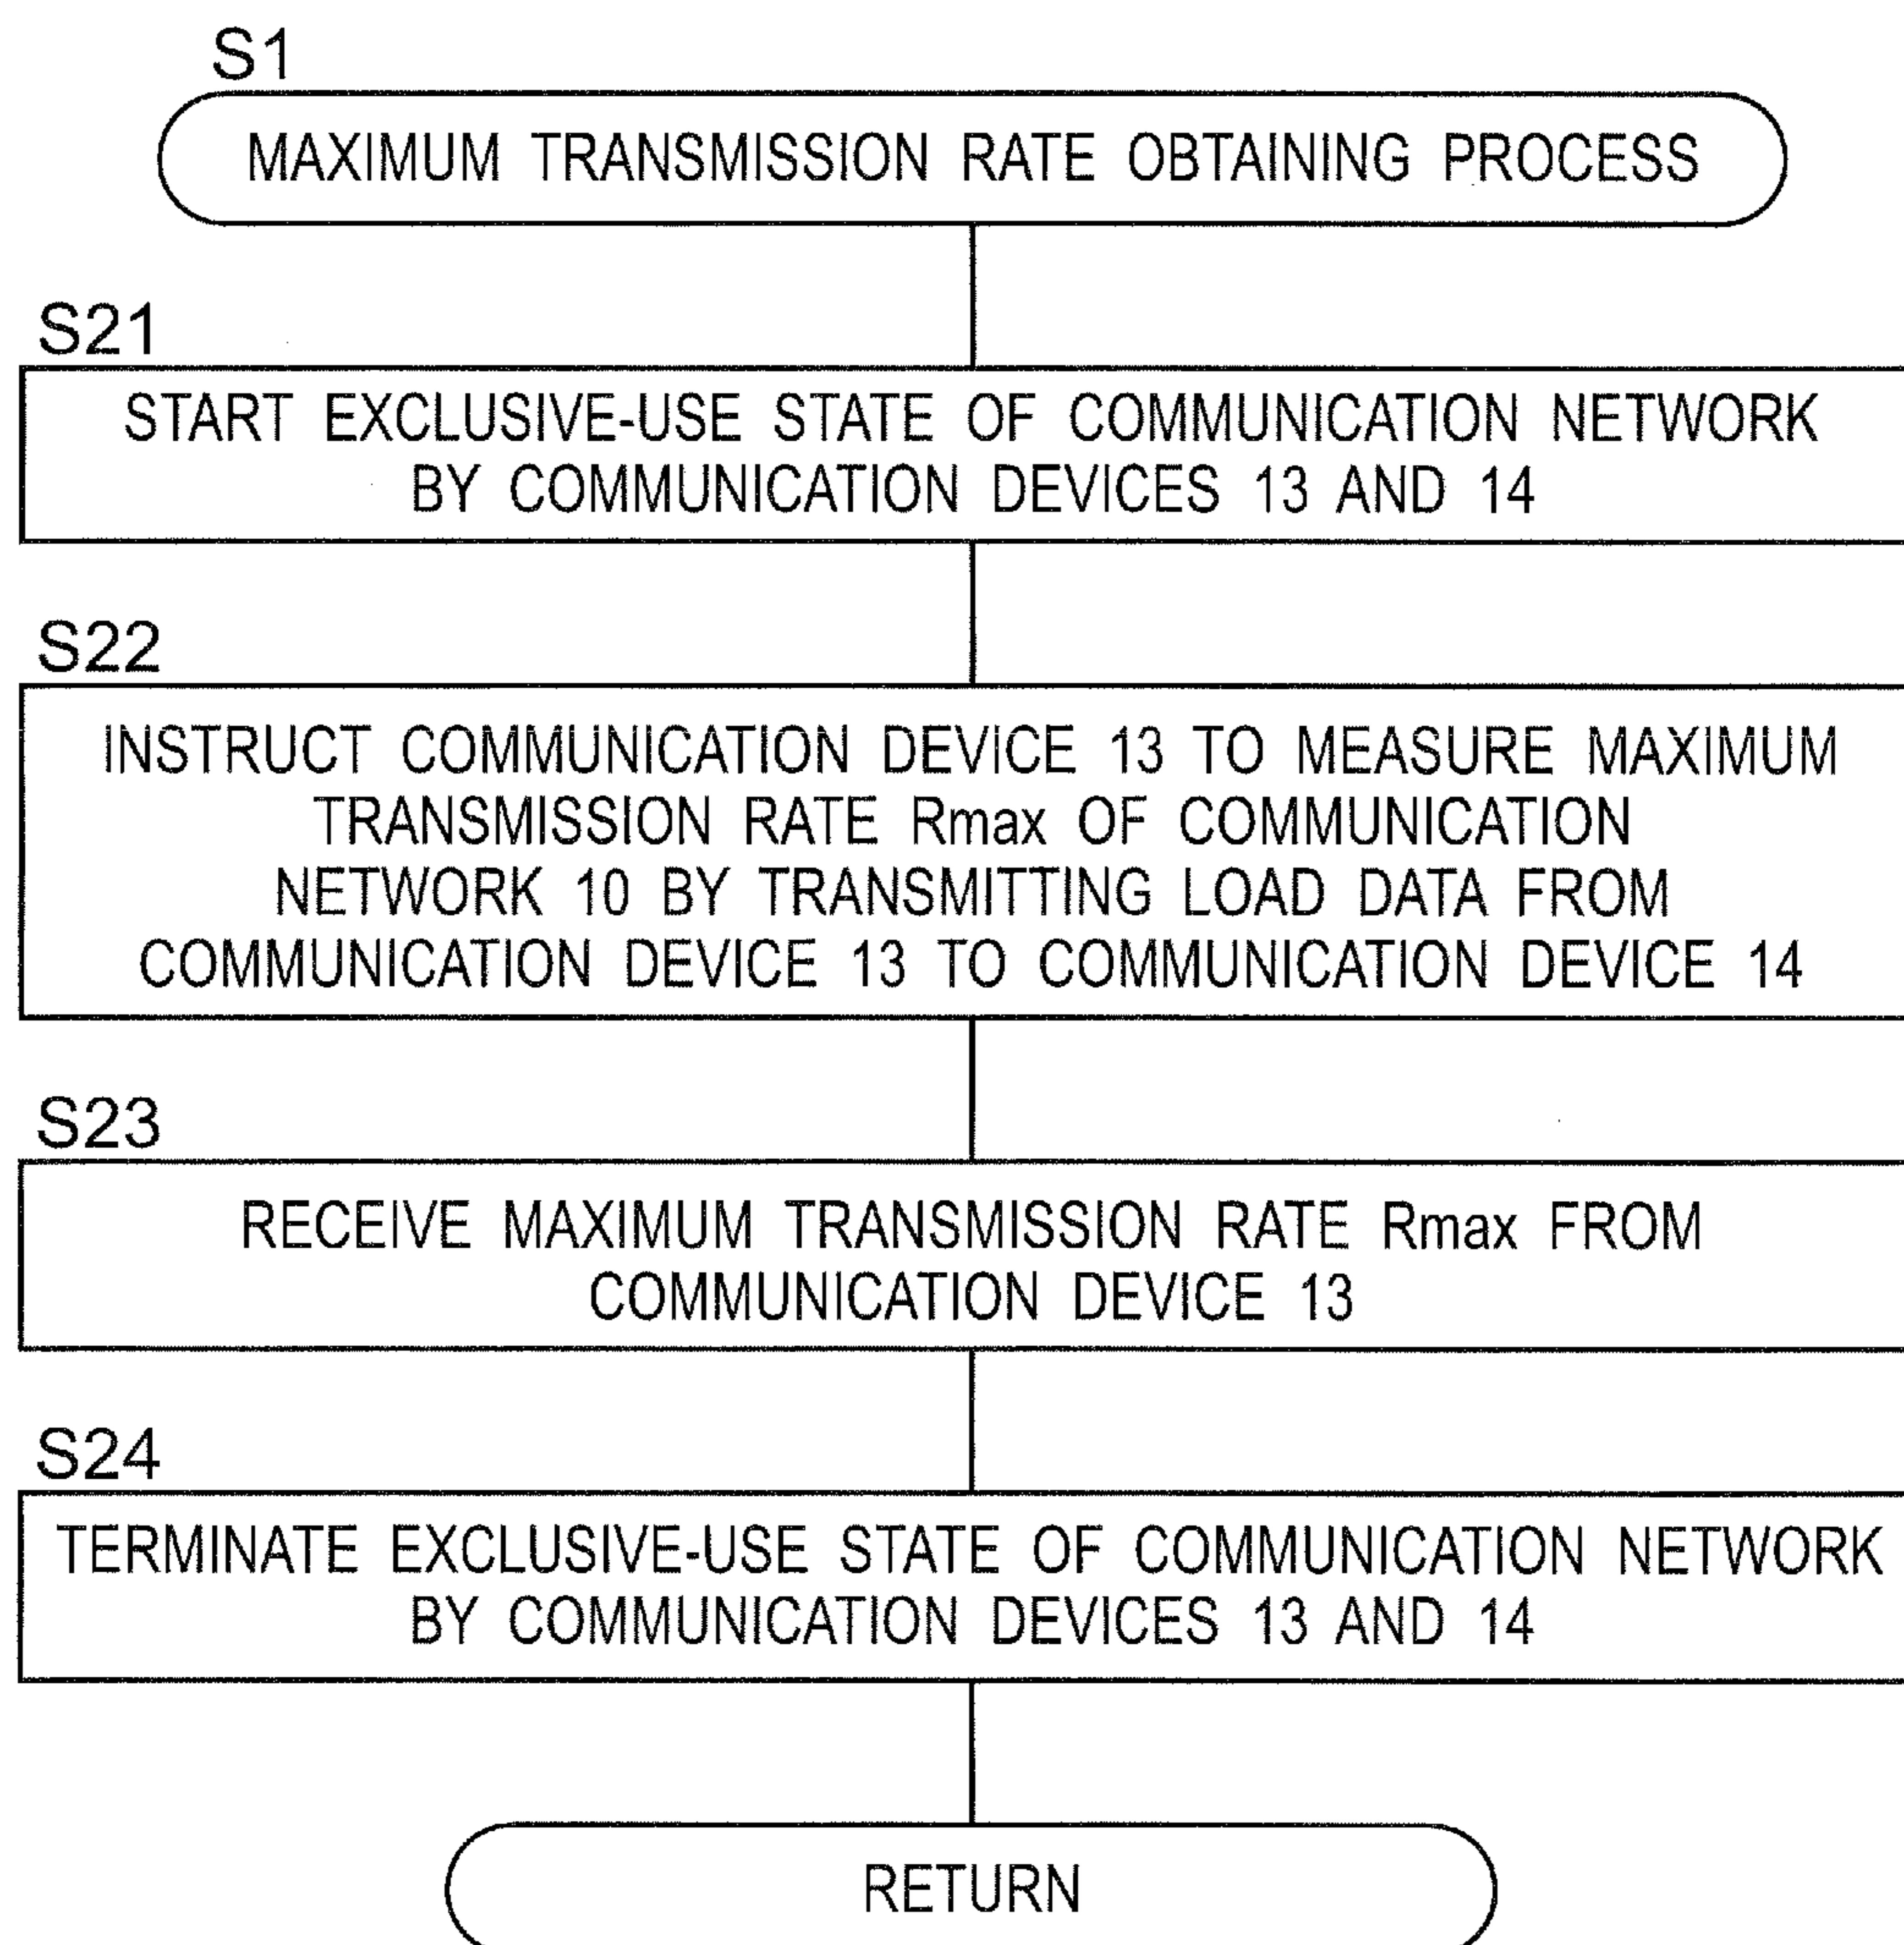 S1
MAXIMUM TRANSMISSION RATE OBTAINING PROCESS
S21
START EXCLUSIVE-USE STATE OF COMMUNICATION NETWORK
BY COMMUNICATION DEVICES 13 AND 14
S22
INSTRUCT COMMUNICATION DEVICE 13 TO MEASURE MAXIMUM
TRANSMISSION RATE Rmax OF COMMUNICATION
NETWORK 10 BY TRANSMITTING LOAD DATA FROM
COMMUNICATION DEVICE 13 TO COMMUNICATION DEVICE 14
S23
RECEIVE MAXIMUM TRANSMISSION RATE Rmax FROM
COMMUNICATION DEVICE 13
S24
TERMINATE EXCLUSIVE-USE STATE OF COMMUNICATION NETWORK
BY COMMUNICATION DEVICES 13 AND 14
RETURN